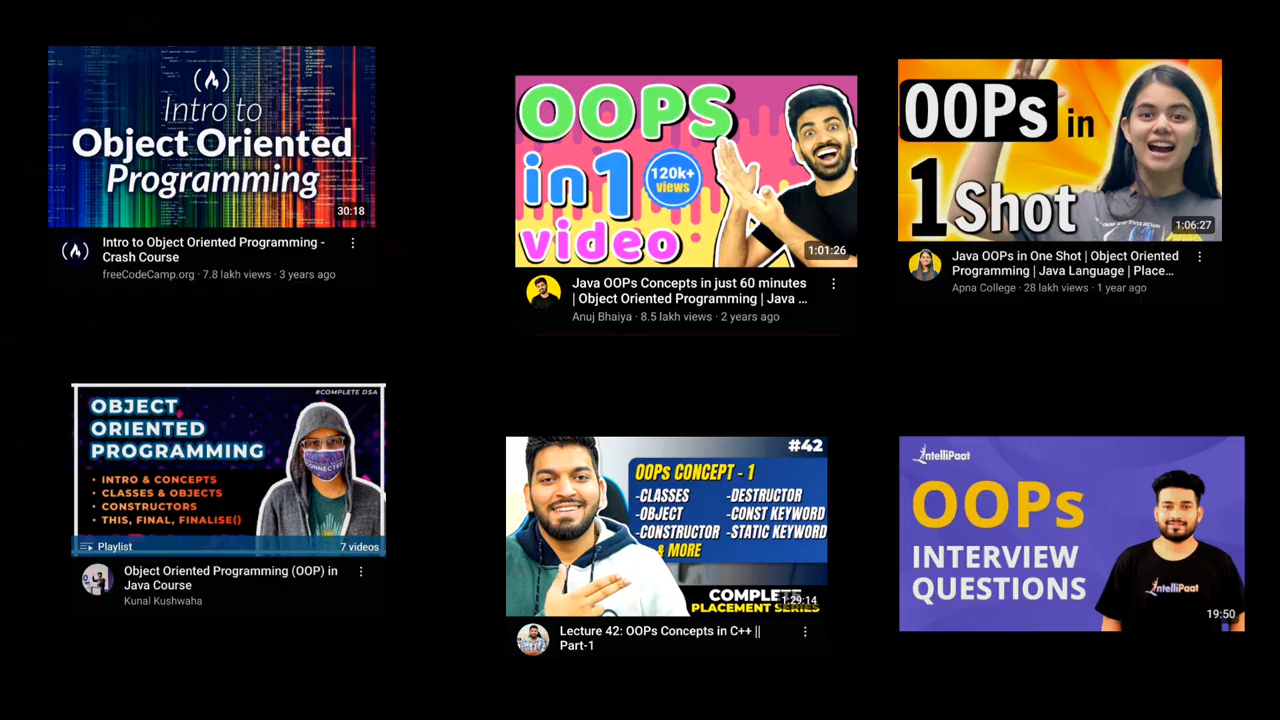 Intro to
Object Oriented
Programming
30:18
Intro to Object Oriented Programming -
Crash Course
freeCodeCamp.org · 7.8 lakh views · 3 years ago
OOPS
in 1
120k+
views
video
1:01:26
Java OOPs Concepts in just 60 minutes
| Object Oriented Programming | Java ...
Anuj Bhaiya · 8.5 lakh views · 2 years ago
OOPs in
1 Shot
1:06:27
Java OOPs in One Shot | Object Oriented
Programming | Java Language | Place...
Apna College · 28 lakh views · 1 year ago
#COMPLETE DSA
OBJECT
ORIENTED
PROGRAMMING
• INTRO & CONCEPTS
• CLASSES & OBJECTS
• CONSTRUCTORS
• THIS, FINAL, FINALISE()
CONNECTED
Playlist
7 videos
Object Oriented Programming (OOP) in
Java Course
Kunal Kushwaha
#42
OOPs CONCEPT - 1
-CLASSES -DESTRUCTOR
-OBJECT -CONST KEYWORD
-CONSTRUCTOR -STATIC KEYWORD
& MORE
COMPLETE
1:29:14
PLACEMENT SERIES
Lecture 42: OOPs Concepts in C++ ||
Part-1
IntelliPaat
OOPs
INTERVIEW
QUESTIONS
IntelliPaat
19:50